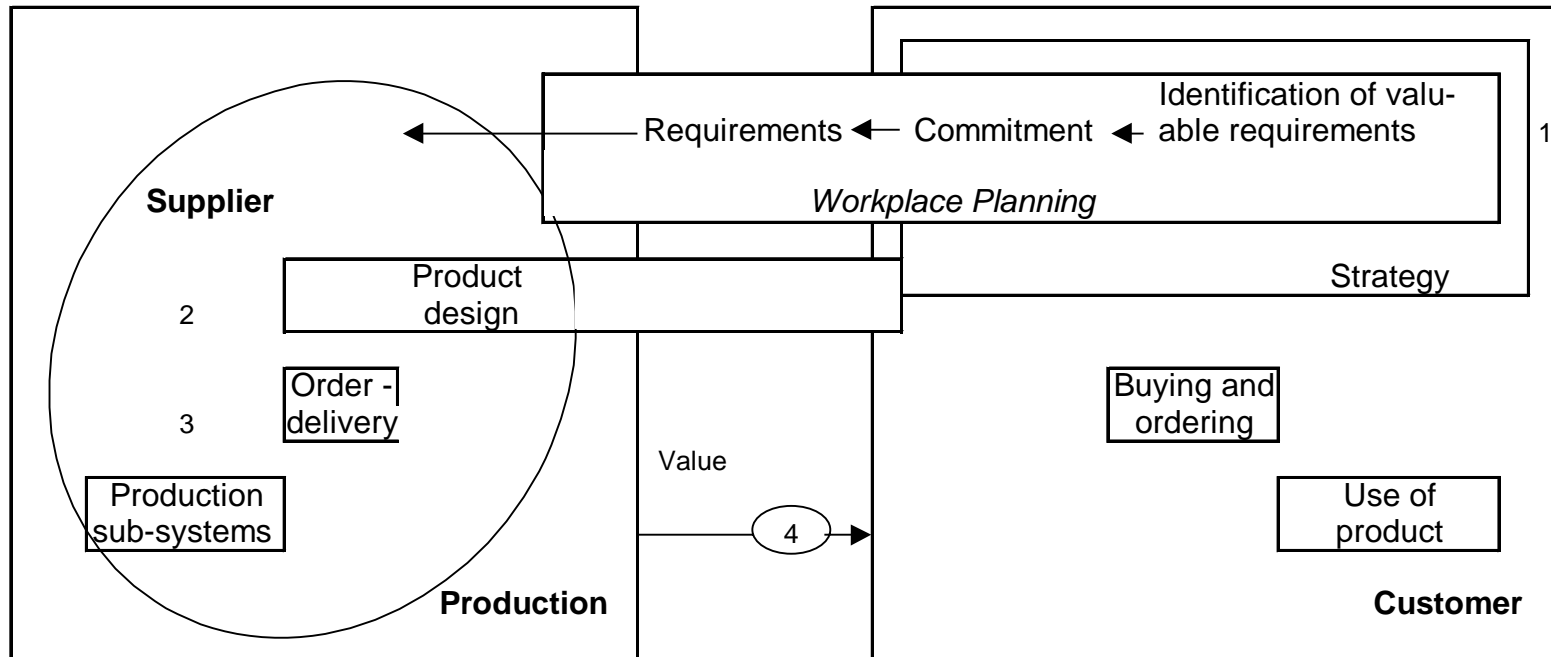 Identification of valu-
Requirements Commitment able requirements 1
Supplier Workplace Planning
Product Strategy
2 design
Order - Buying and
3 delivery ordering
Value
Production Use of
sub-systems 4 product
Production Customer